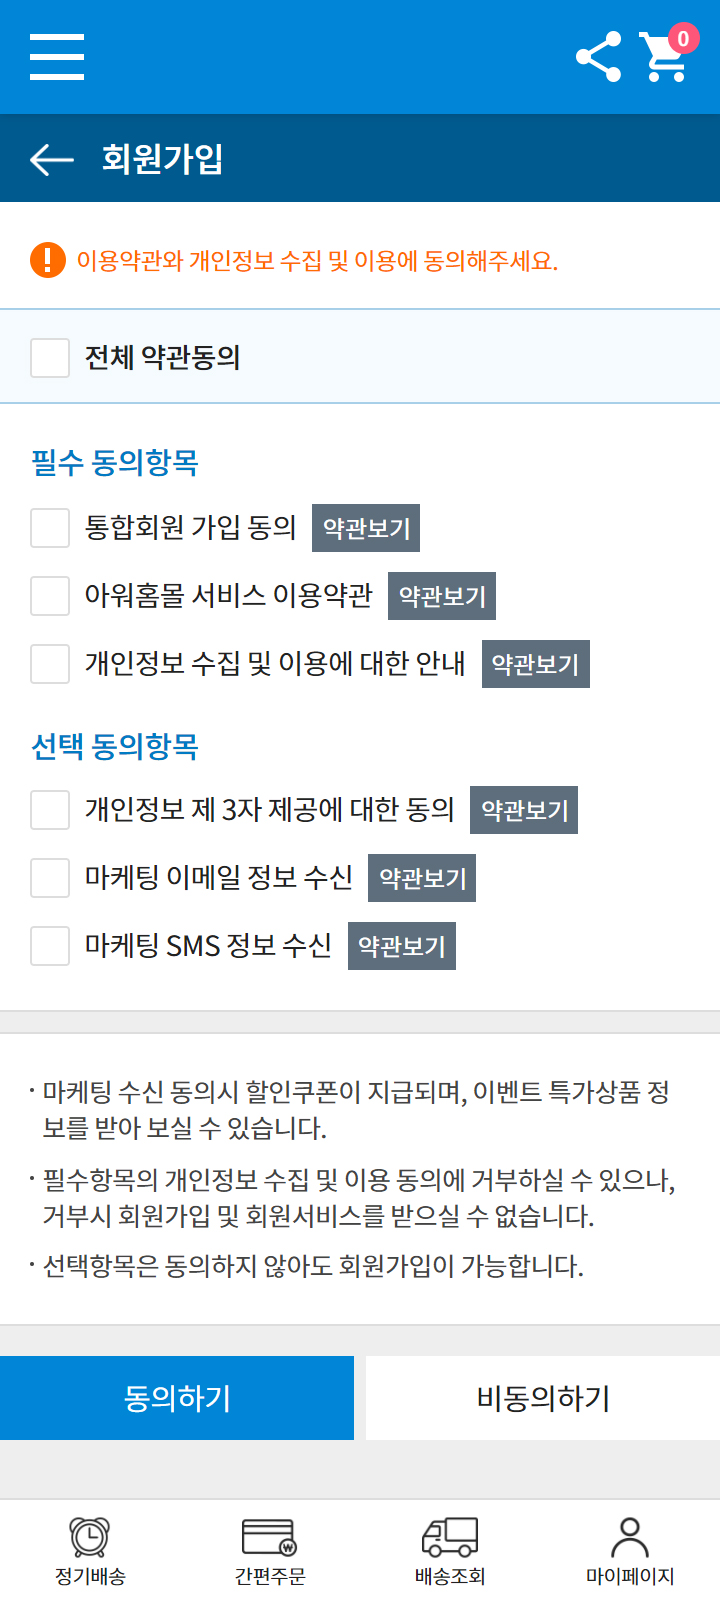 0
회원가입
이용약관와 개인정보 수집 및 이용에 동의해주세요.
전체 약관동의
필수 동의항목
통합회원 가입 동의 약관보기
아워홈몰 서비스 이용약관 약관보기
개인정보 수집 및 이용에 대한 안내 약관보기
선택 동의항목
개인정보 제 3자 제공에 대한 동의 약관보기
마케팅 이메일 정보 수신 약관보기
마케팅 SMS 정보 수신 약관보기
· 마케팅 수신 동의시 할인쿠폰이 지급되며, 이벤트 특가상품 정
보를 받아 보실 수 있습니다.
· 필수항목의 개인정보 수집 및 이용 동의에 거부하실 수 있으나,
거부시 회원가입 및 회원서비스를 받으실 수 없습니다.
· 선택항목은 동의하지 않아도 회원가입이 가능합니다.
동의하기 비동의하기
정기배송 간편주문 배송조회 마이페이지